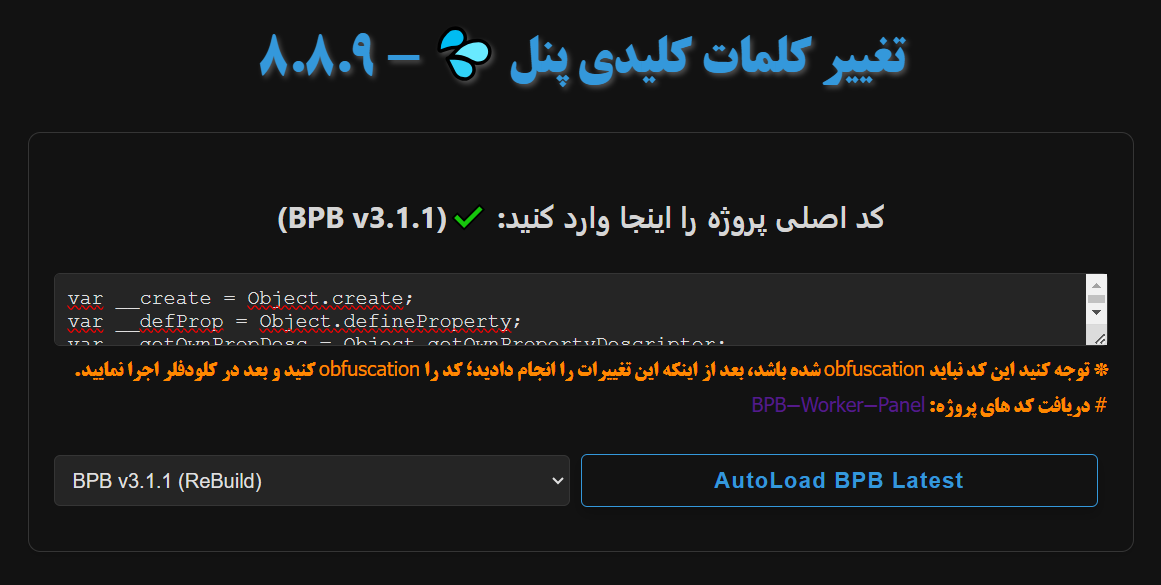 تغییر کلمات کلیدی پنل 💦 – ۸.۸.۹
کد اصلی پروژه را اینجا وارد کنید: ✔ (BPB v3.1.1)
var __create = Object.create;
var __defProp = Object.defineProperty;
var __getOwnPropDesc = Object.getOwnPropertyDescriptor;
❊ توجه کنید این کد نباید obfuscation شده باشد، بعد از اینکه این تغییرات را انجام دادید؛ کد را obfuscation کنید و بعد در کلودفلر اجرا نمایید.
# دریافت کد های پروژه: BPB-Worker-Panel
BPB v3.1.1 (ReBuild)
AutoLoad BPB Latest